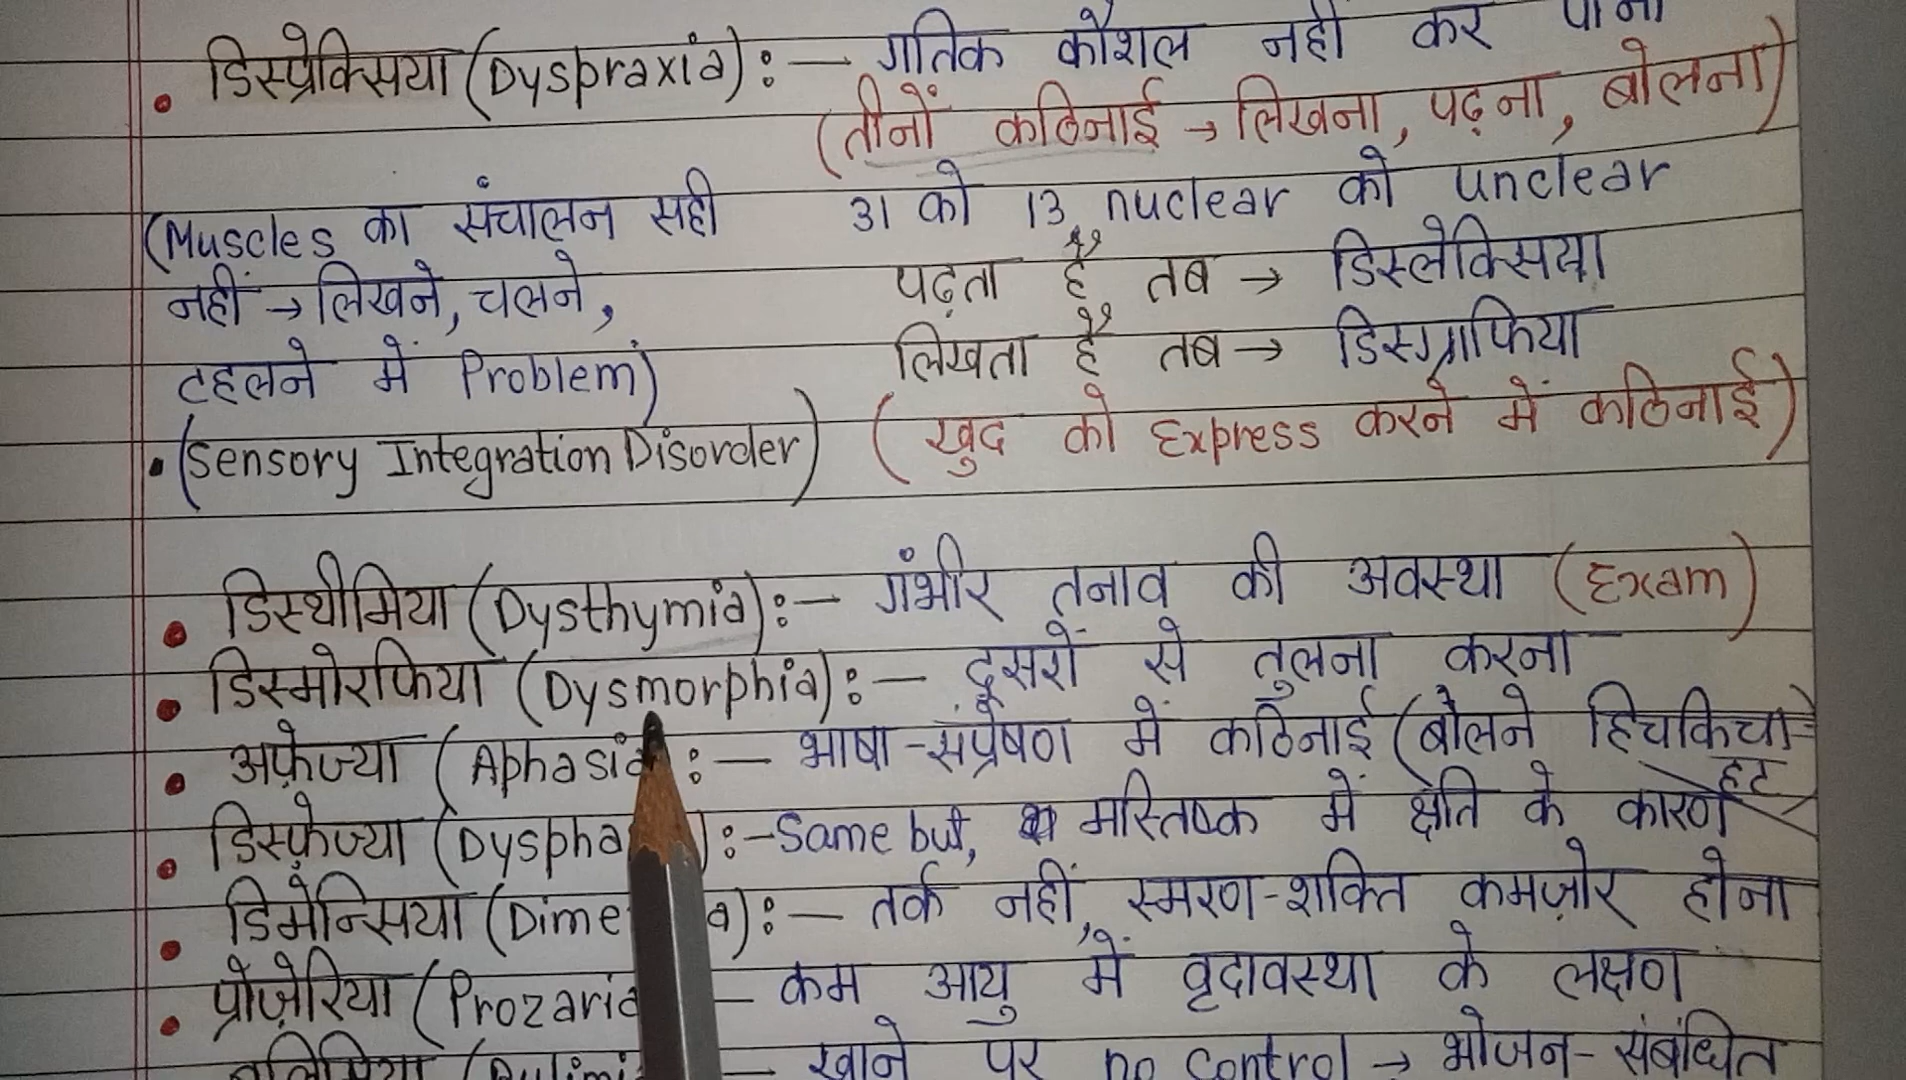 डिस्प्रेक्सिया (Dyspraxia):— गतिक कौशल नहीं कर पाना
(तीनों कठिनाई → लिखना, पढ़ना, बोलना)
(Muscles का संचालन सही
नहीं → लिखने, चलने,
टहलने में Problem)
• (Sensory Integration Disorder)
31 को 13, nuclear को unclear
पढ़ता है, तब → डिस्लेक्सिया
लिखता है तब → डिस्ग्राफिया
(खुद को Express करने में कठिनाई)
• डिस्थीमिया (Dysthymia):— गंभीर तनाव की अवस्था (Exam)
• डिस्मोरफिया (Dysmorphia):— दूसरों से तुलना करना
• अफ़ेज्या (Aphasia :— भाषा-संप्रेषण में कठिनाई (बोलने हिचकिचाहट
• डिस्फ़ेज्या (Dyspha ):— Same but, मस्तिष्क में क्षति के कारण
• डिमेन्सिया (Dime a):— तर्क नहीं, स्मरण-शक्ति कमज़ोर होना
• प्रोज़ेरिया (Prozaria — कम आयु में वृदावस्था के लक्षण
— खाने पर no control → भोजन-संबंधित